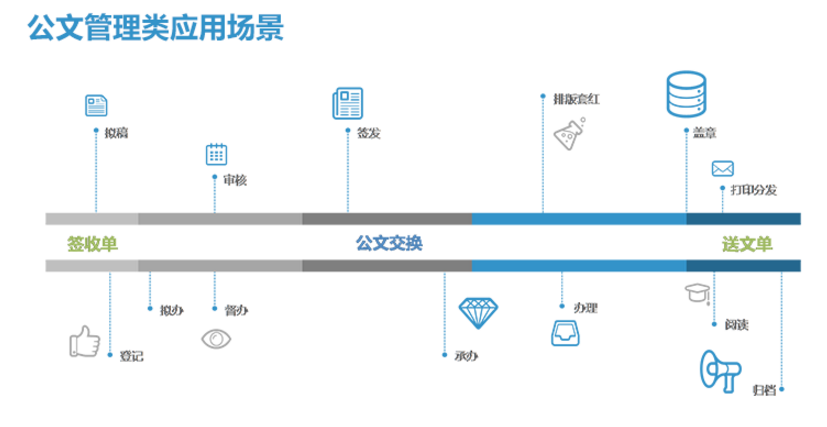 公文管理类应用场景
拟稿
审核
签发
排版套红
盖章
打印分发
签收单
公文交换
送文单
登记
拟办
督办
承办
办理
阅读
归档